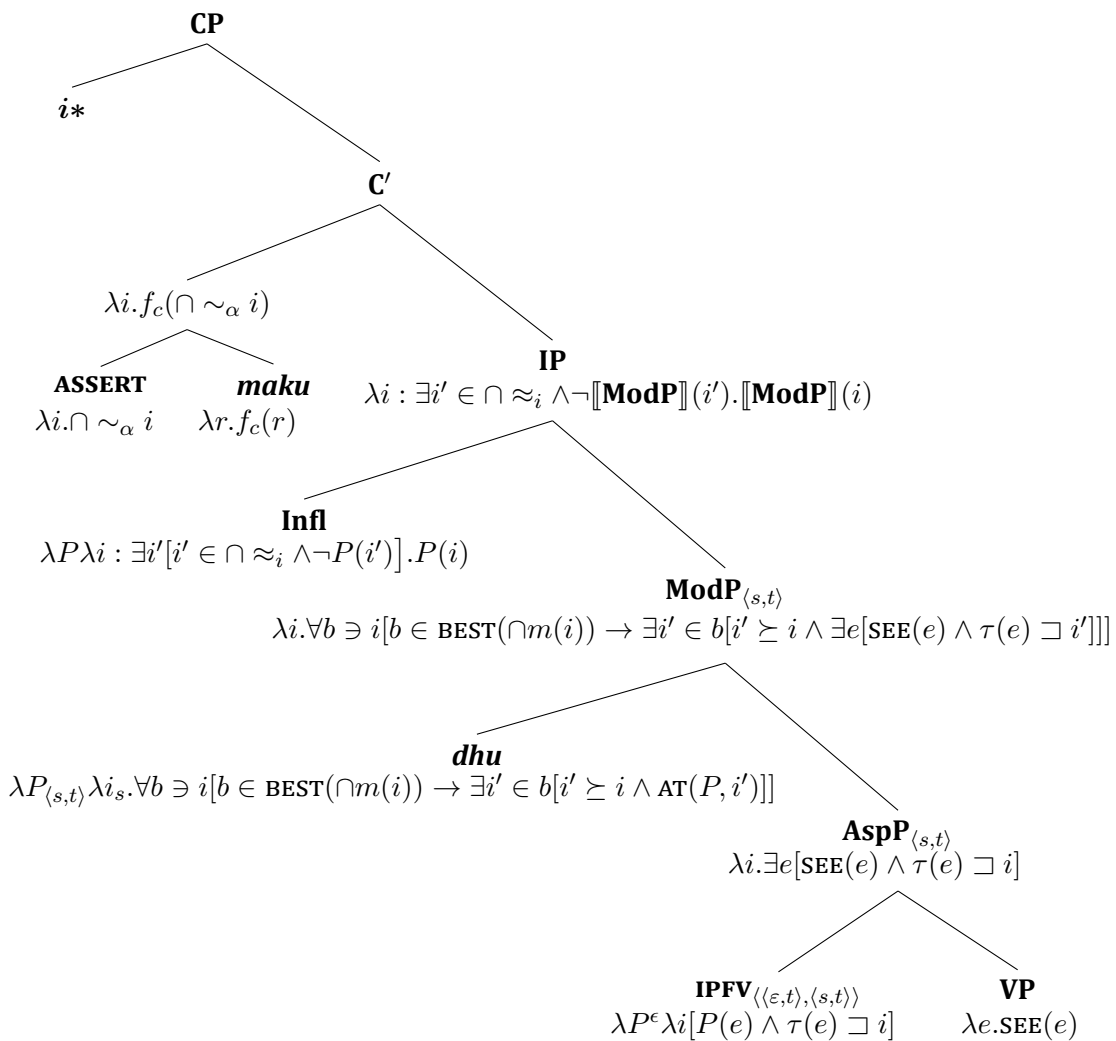 CP
i∗
C′
λi.f_c(∩ ∼_α i)
ASSERT maku
λi.∩ ∼_α i λr.f_c(r)
IP
λi : ∃i′ ∈ ∩ ≈_i ∧¬⟦ModP⟧(i′).⟦ModP⟧(i)
Infl
λPλi : ∃i′[i′ ∈ ∩ ≈_i ∧¬P(i′)].P(i)
ModP_⟨s,t⟩
λi.∀b ∋ i[b ∈ BEST(∩m(i)) → ∃i′ ∈ b[i′ ⪰ i ∧ ∃e[SEE(e) ∧ τ(e) ⊐ i′]]]
dhu
λP_⟨s,t⟩λi_s.∀b ∋ i[b ∈ BEST(∩m(i)) → ∃i′ ∈ b[i′ ⪰ i ∧ AT(P, i′)]]
AspP_⟨s,t⟩
λi.∃e[SEE(e) ∧ τ(e) ⊐ i]
IPFV_⟨⟨ε,t⟩,⟨s,t⟩⟩ VP
λP^ϵλi[P(e) ∧ τ(e) ⊐ i] λe.SEE(e)